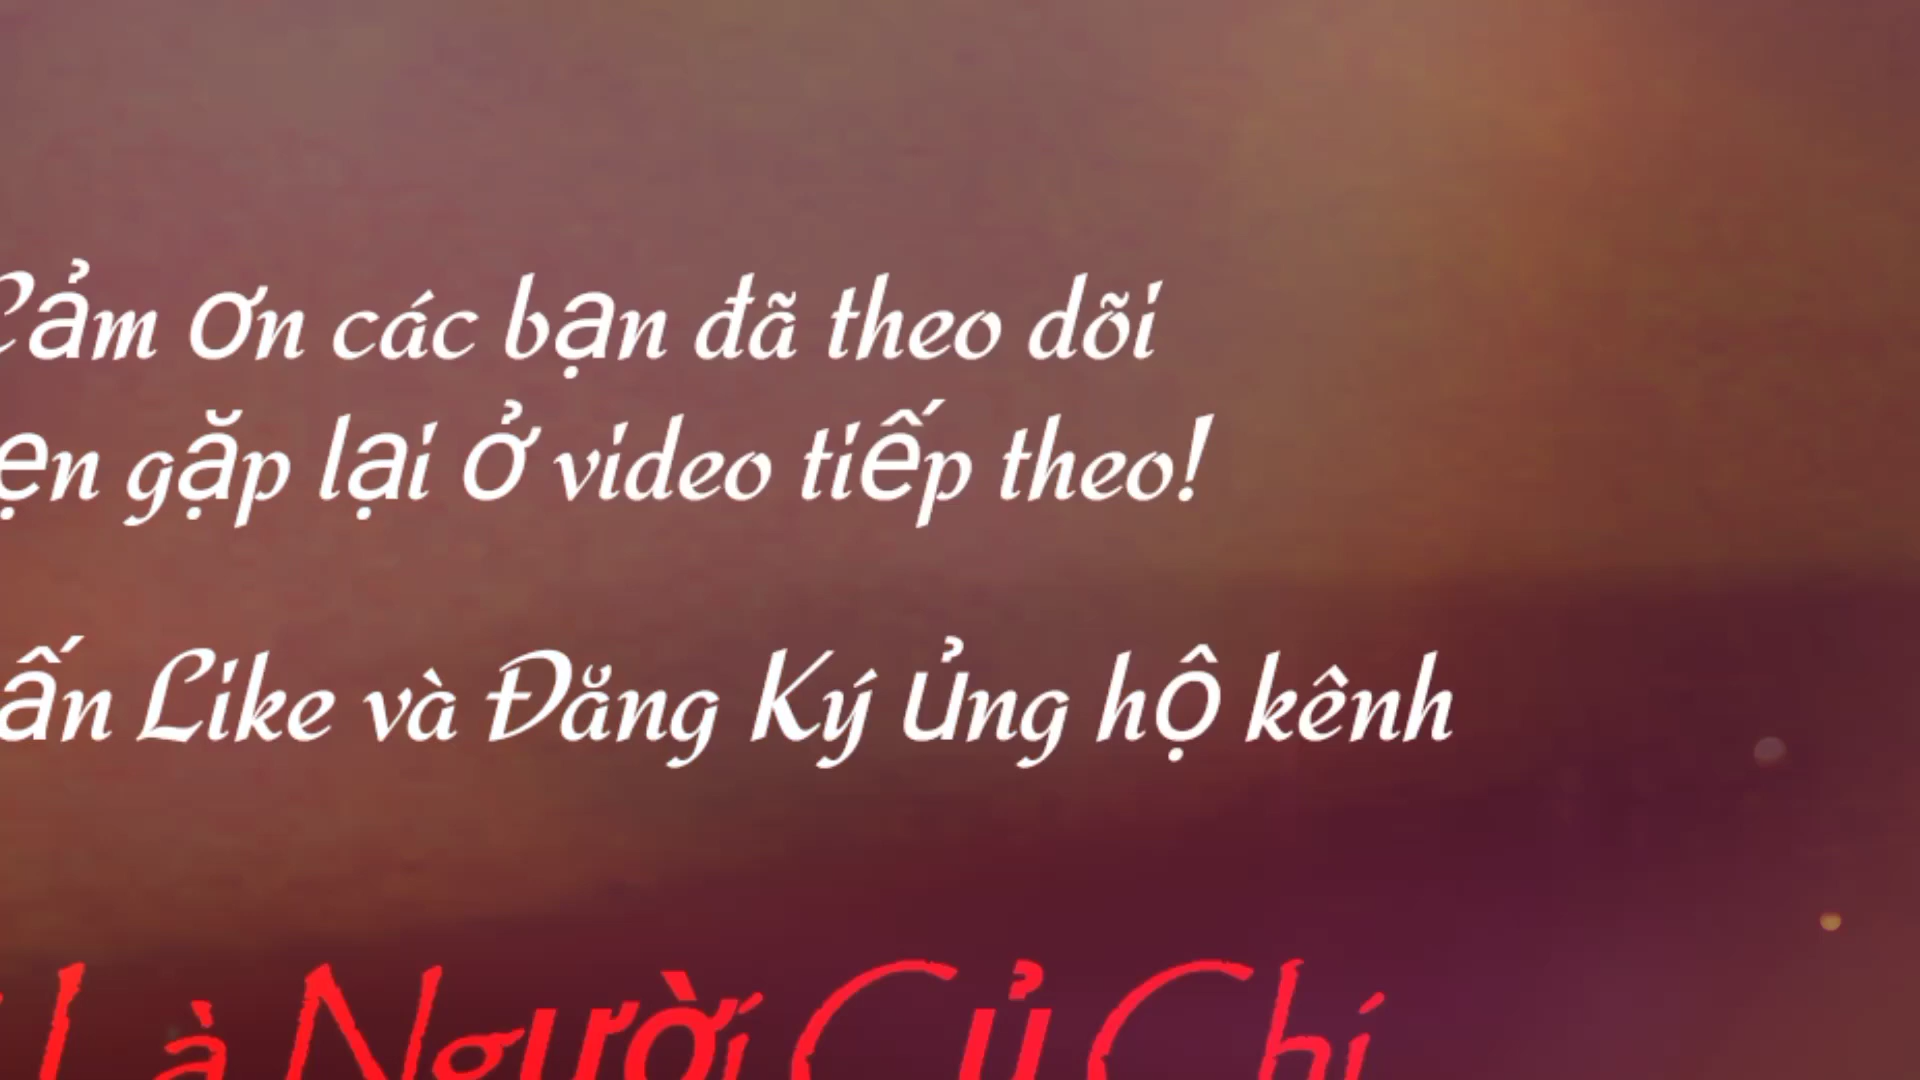 Cảm ơn các bạn đã theo dõi
ẹn gặp lại ở video tiếp theo!
ấn Like và Đăng Ký ủng hộ kênh
Là Người Củ Chi